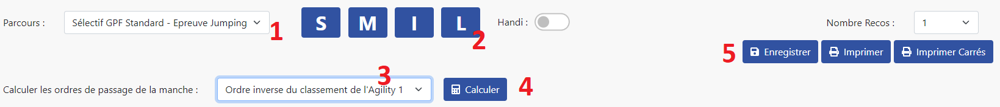 Parcours : Sélectif GPF Standard - Epreuve Jumping 1 S M I L 2 Handi : Nombre Recos : 1
5 Enregistrer Imprimer Imprimer Carrés
Calculer les ordres de passage de la manche : Ordre inverse du classement de l'Agility 1 3 Calculer 4